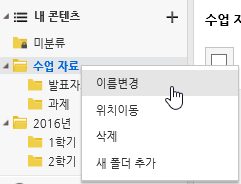 내 콘텐츠
수업 자
미분류
수업 자료
발표자
이름변경
과제
위치이동
2016년
삭제
1학기
2학기
새 폴더 추가